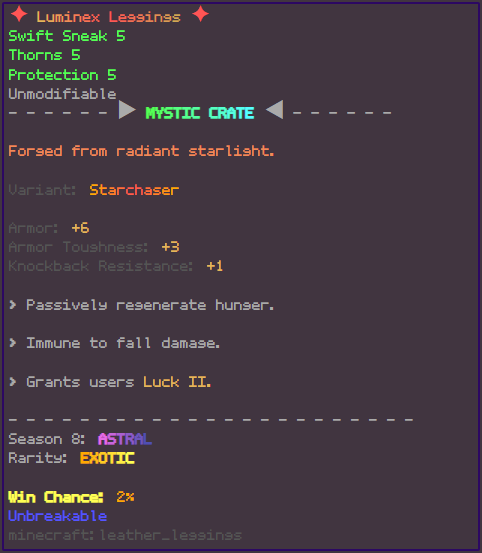 ✦ Luminex Leggings ✦
Swift Sneak 5
Thorns 5
Protection 5
Unmodifiable
- - - - - - ▶ MYSTIC CRATE ◀ - - - - - -
Forged from radiant starlight.
Variant: Starchaser
Armor: +6
Armor Toughness: +3
Knockback Resistance: +1
> Passively regenerate hunger.
> Immune to fall damage.
> Grants users Luck II.
- - - - - - - - - - - - - - - - - - - - - - -
Season 8: ASTRAL
Rarity: EXOTIC
Win Chance: 2%
Unbreakable
minecraft:leather_leggings